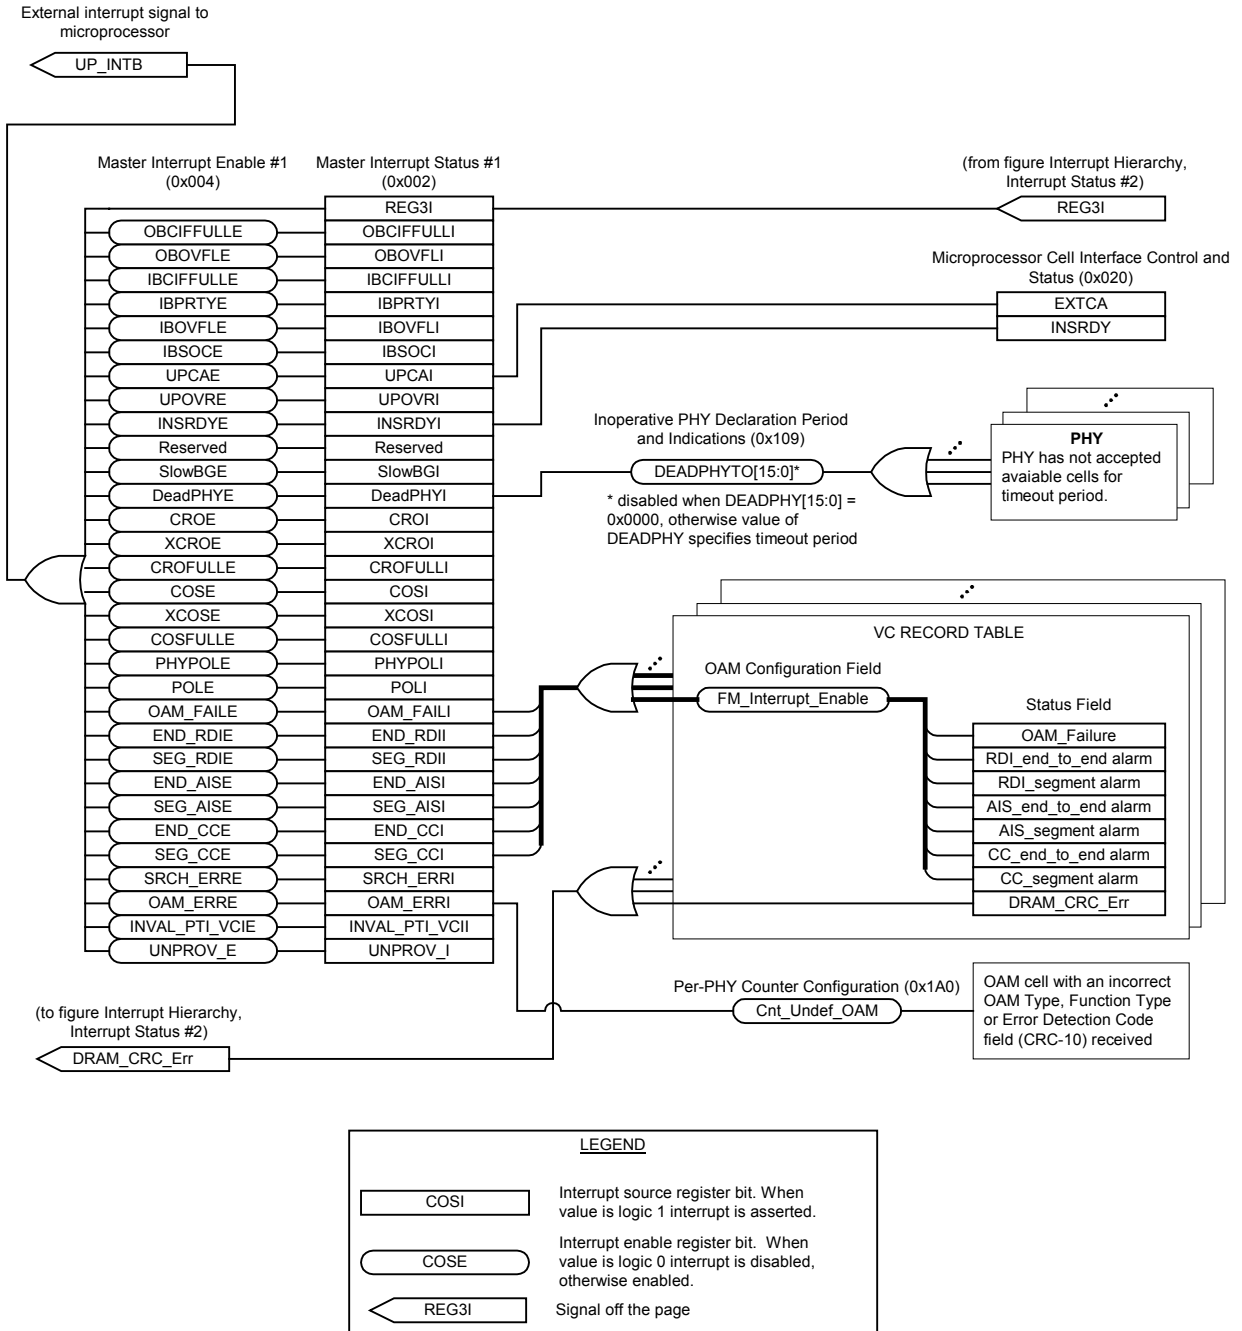 External interrupt signal to
microprocessor
UP_INTB
Master Interrupt Enable #1
(0x004)
Master Interrupt Status #1
(0x002)
(from figure Interrupt Hierarchy,
Interrupt Status #2)
REG3I
REG3I
OBCIFFULLE
OBCIFFULLI
OBOVFLE
OBOVFLI
IBCIFFULLE
IBCIFFULLI
IBPRTYE
IBPRTYI
IBOVFLE
IBOVFLI
IBSOCE
IBSOCI
UPCAE
UPCAI
UPOVRE
UPOVRI
INSRDYE
INSRDYI
Reserved
Reserved
SlowBGE
SlowBGI
DeadPHYE
DeadPHYI
CROE
CROI
XCROE
XCROI
CROFULLE
CROFULLI
COSE
COSI
XCOSE
XCOSI
COSFULLE
COSFULLI
PHYPOLE
PHYPOLI
POLE
POLI
OAM_FAILE
OAM_FAILI
END_RDIE
END_RDII
SEG_RDIE
SEG_RDII
END_AISE
END_AISI
SEG_AISE
SEG_AISI
END_CCE
END_CCI
SEG_CCE
SEG_CCI
SRCH_ERRE
SRCH_ERRI
OAM_ERRE
OAM_ERRI
INVAL_PTI_VCIE
INVAL_PTI_VCII
UNPROV_E
UNPROV_I
Microprocessor Cell Interface Control and
Status (0x020)
EXTCA
INSRDY
Inoperative PHY Declaration Period
and Indications (0x109)
DEADPHYTO[15:0]*
* disabled when DEADPHY[15:0] =
0x0000, otherwise value of
DEADPHY specifies timeout period
PHY
PHY has not accepted
avaiable cells for
timeout period.
VC RECORD TABLE
OAM Configuration Field
FM_Interrupt_Enable
Status Field
OAM_Failure
RDI_end_to_end alarm
RDI_segment alarm
AIS_end_to_end alarm
AIS_segment alarm
CC_end_to_end alarm
CC_segment alarm
DRAM_CRC_Err
Per-PHY Counter Configuration (0x1A0)
Cnt_Undef_OAM
OAM cell with an incorrect
OAM Type, Function Type
or Error Detection Code
field (CRC-10) received
(to figure Interrupt Hierarchy,
Interrupt Status #2)
DRAM_CRC_Err
LEGEND
COSI
Interrupt source register bit. When
value is logic 1 interrupt is asserted.
COSE
Interrupt enable register bit. When
value is logic 0 interrupt is disabled,
otherwise enabled.
REG3I
Signal off the page